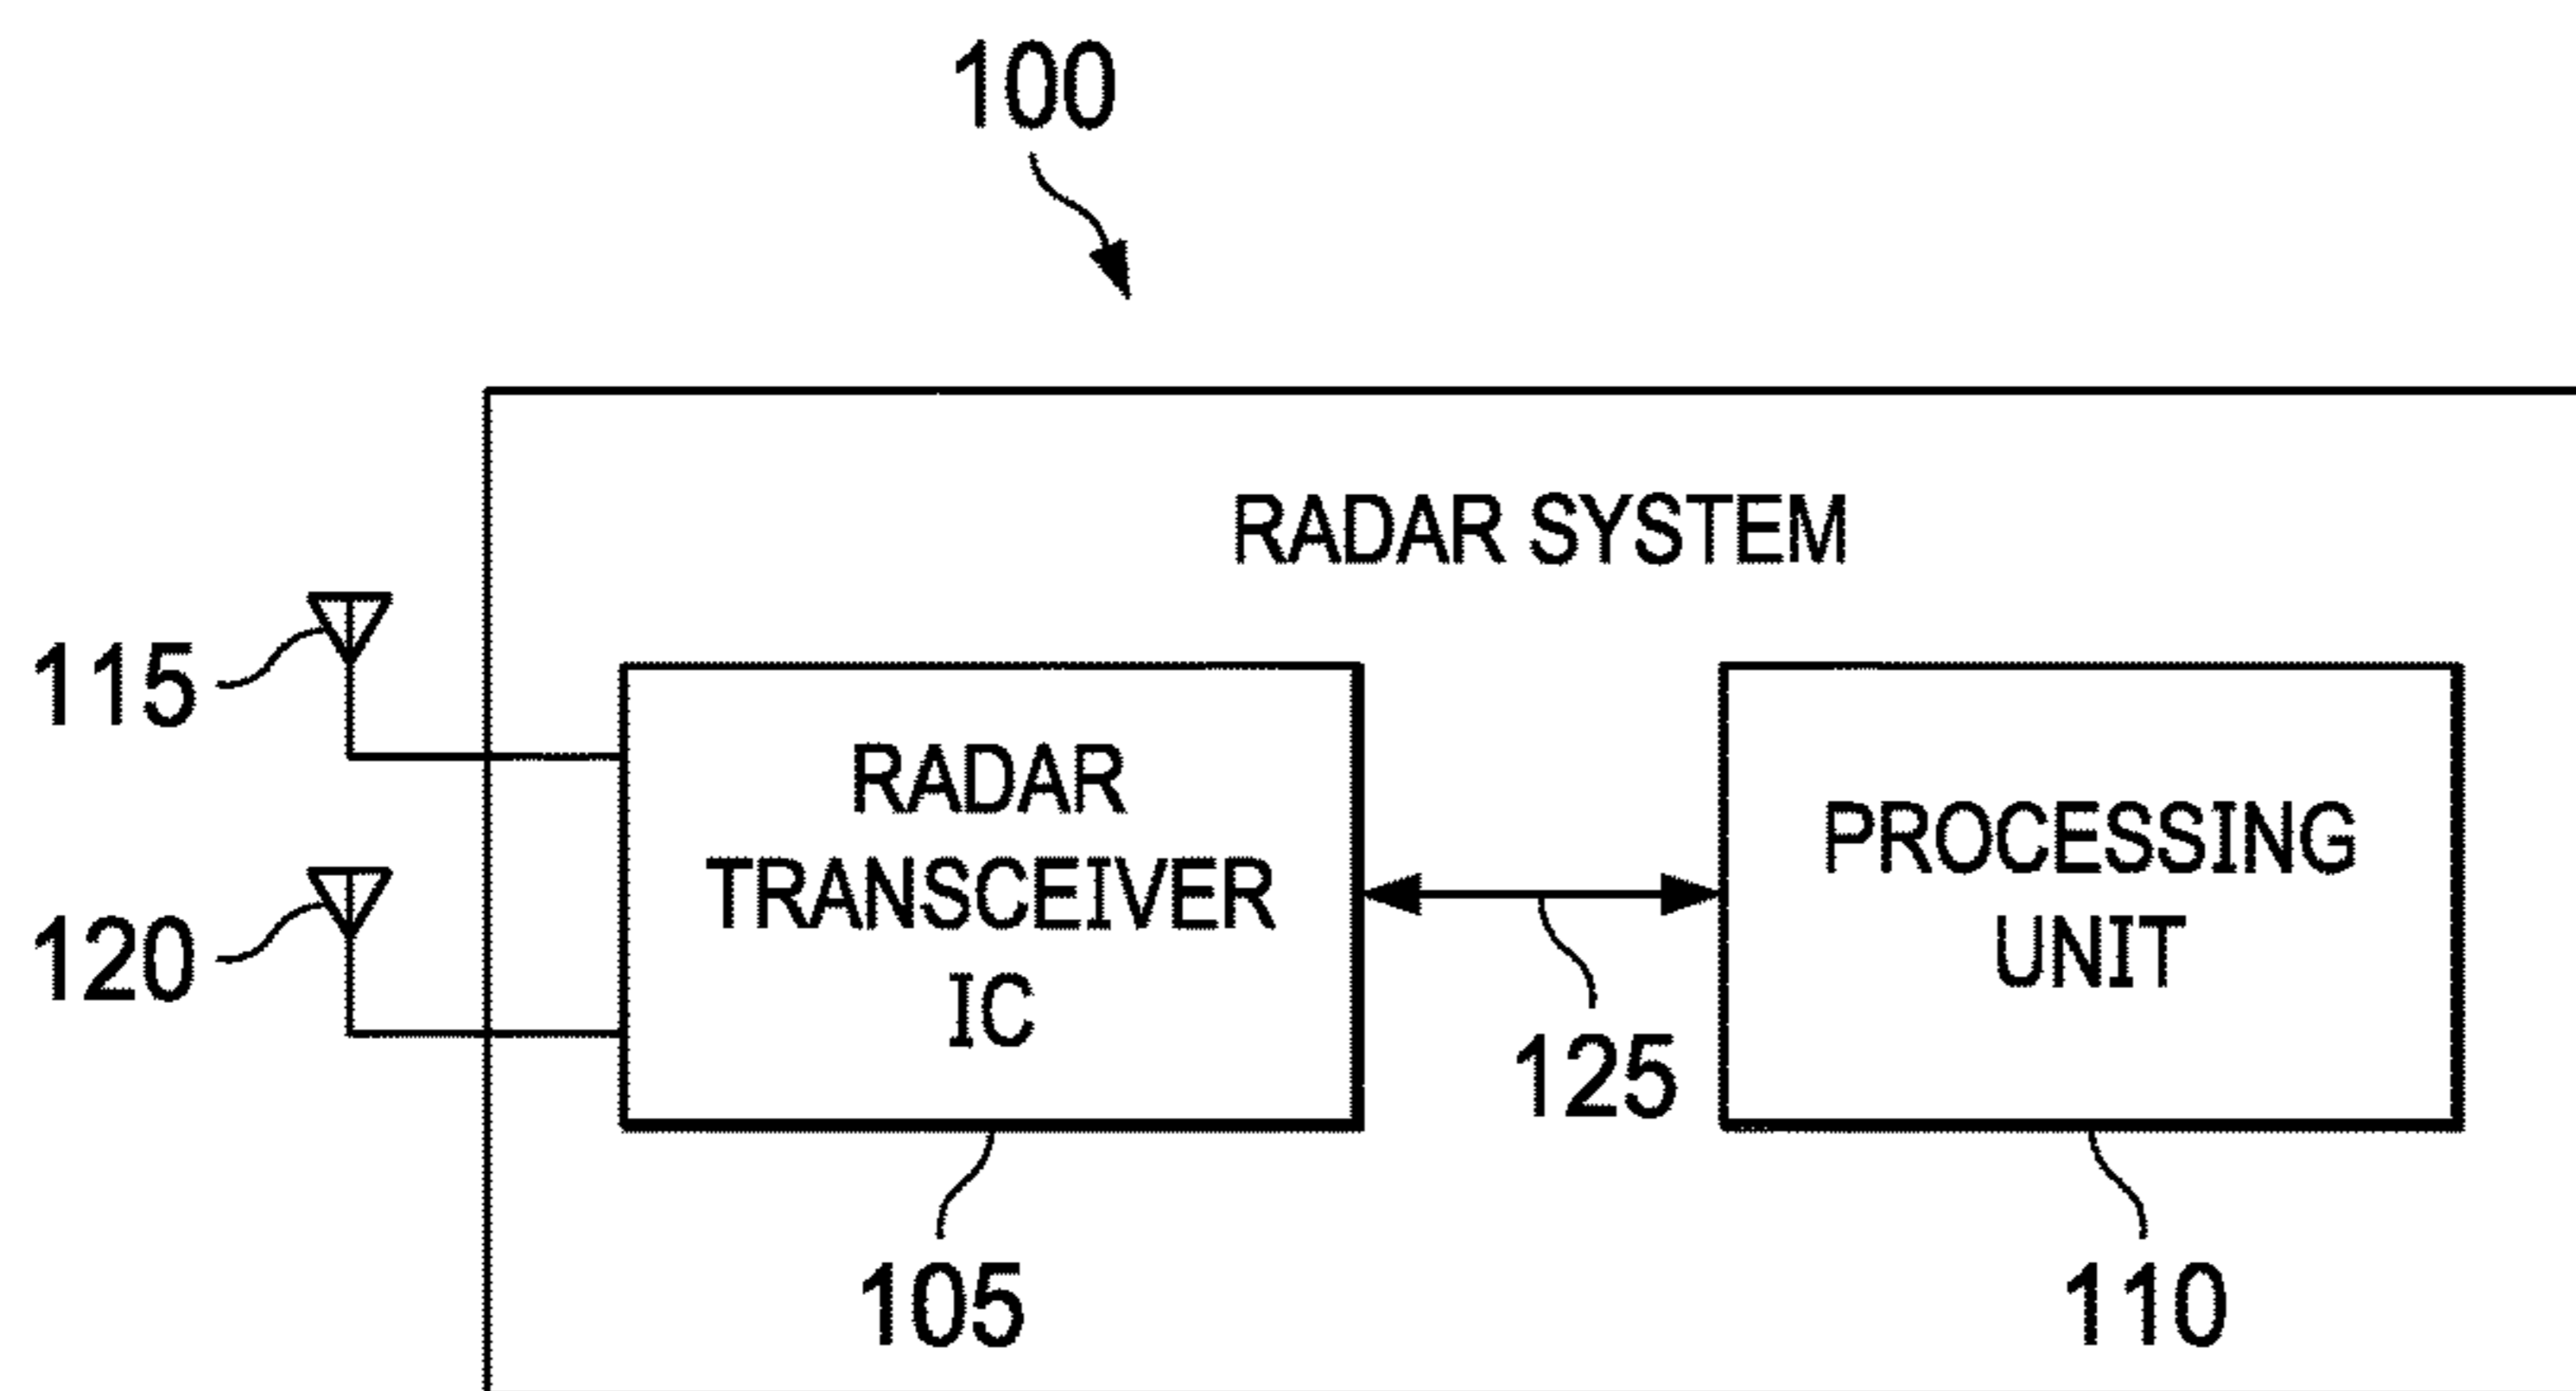 100
RADAR SYSTEM
115
RADAR
TRANSCEIVER
IC
PROCESSING
UNIT
120
125
105
110